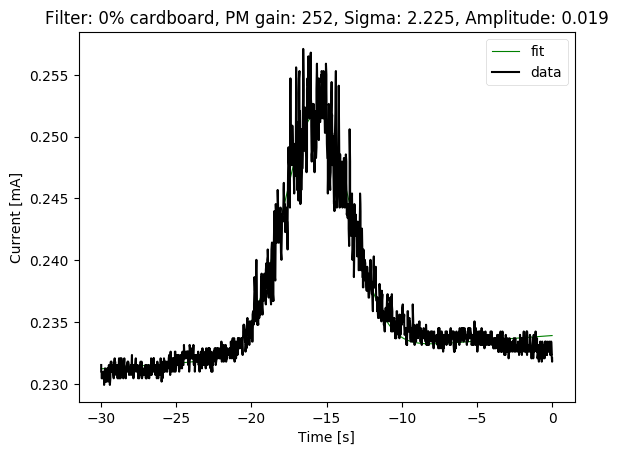 Filter: 0% cardboard, PM gain: 252, Sigma: 2.225, Amplitude: 0.019
fit
data
0.255
0.250
0.245
0.240
0.235
0.230
Current [mA]
−30
−25
−20
−15
−10
−5
0
Time [s]